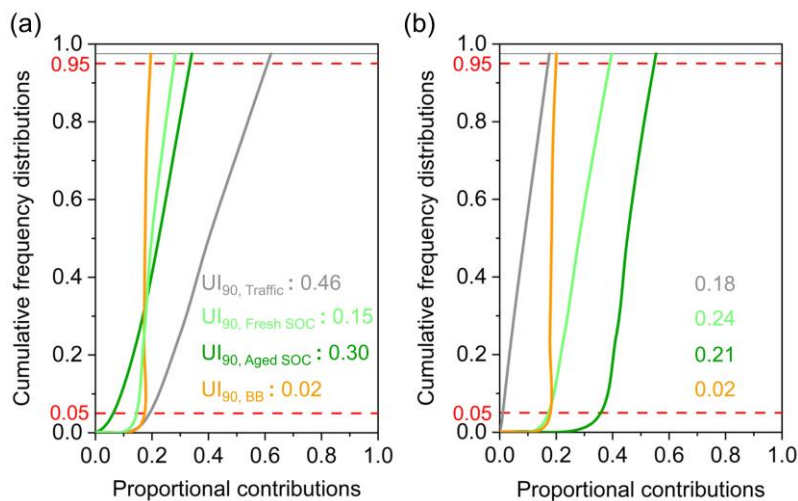 (a)
Cumulative frequency distributions
1.0
0.95
0.8
0.6
0.4
0.2
0.05
0.0
UI90, Traffic : 0.46
UI90, Fresh SOC : 0.15
UI90, Aged SOC : 0.30
UI90, BB : 0.02
0.0 0.2 0.4 0.6 0.8 1.0
Proportional contributions
(b)
Cumulative frequency distributions
1.0
0.95
0.8
0.6
0.4
0.2
0.05
0.0
0.18
0.24
0.21
0.02
0.0 0.2 0.4 0.6 0.8 1.0
Proportional contributions